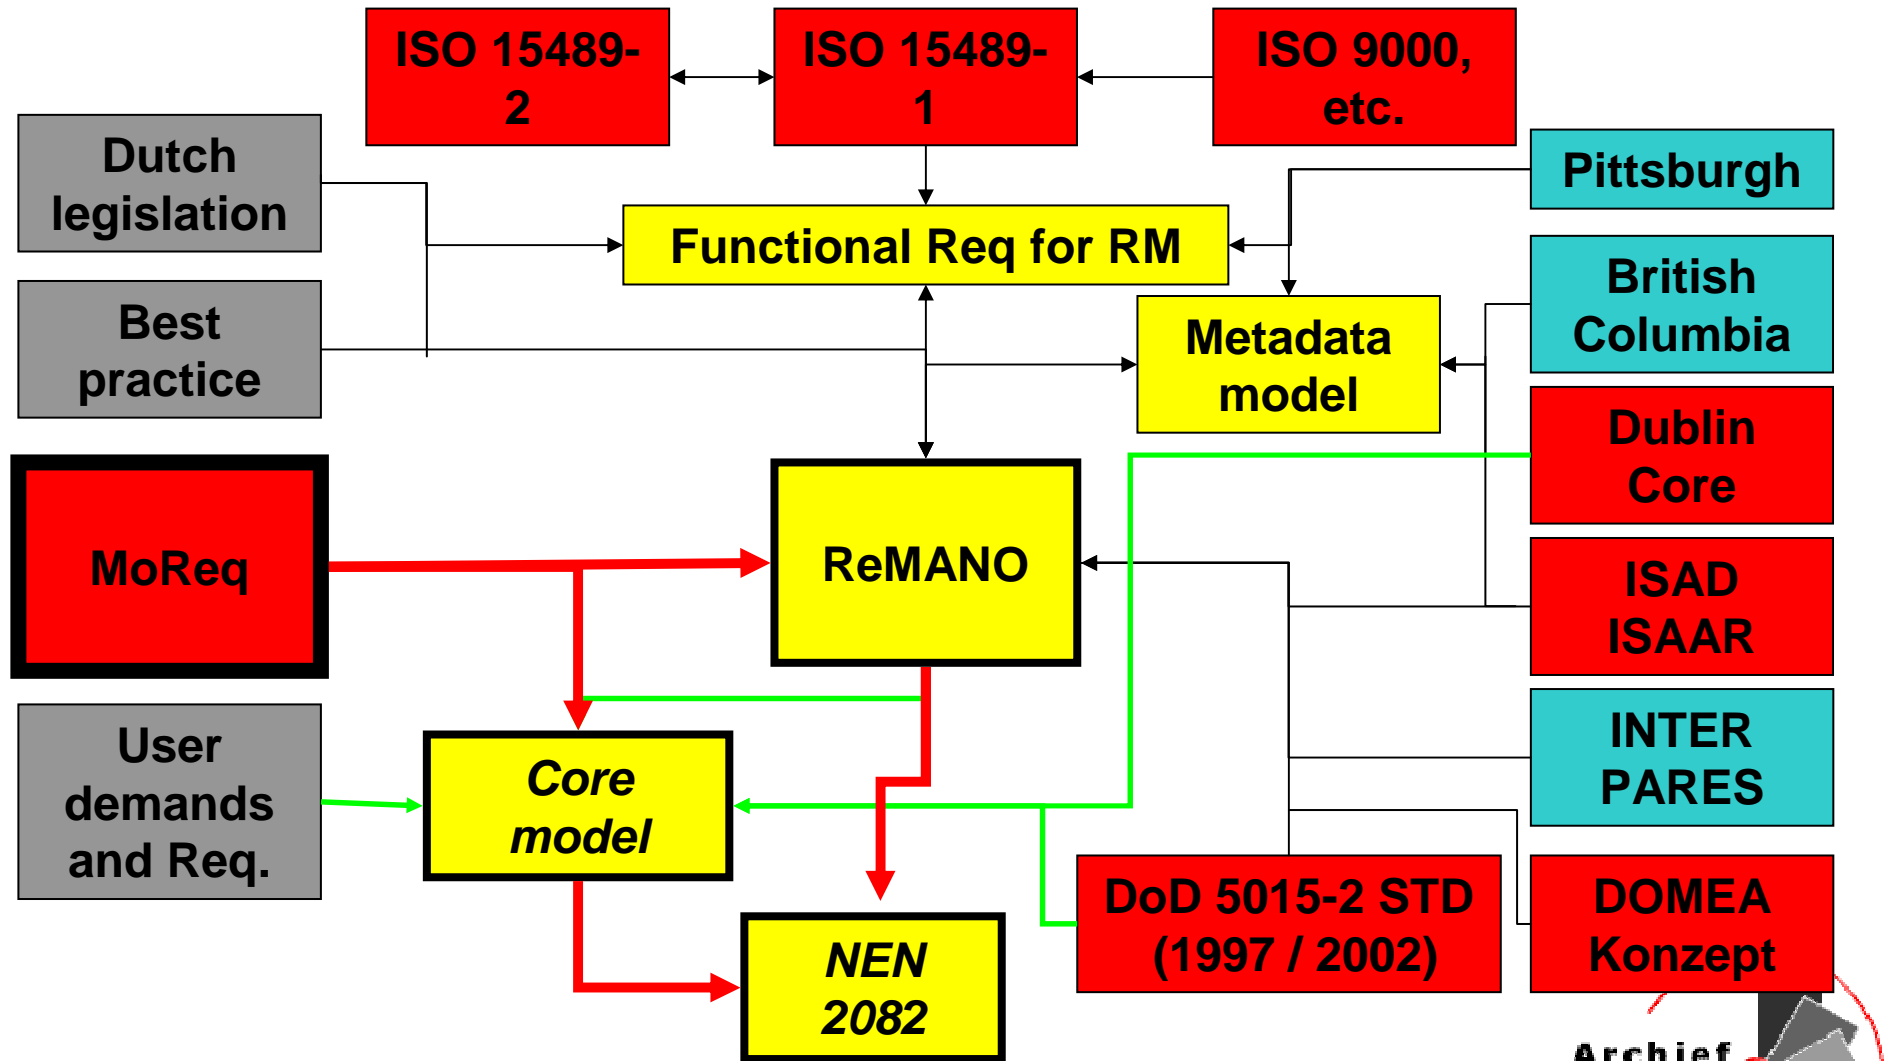 ISO 15489-
2
ISO 15489-
1
ISO 9000,
etc.
Dutch
legislation
Pittsburgh
Functional Req for RM
British
Columbia
Best
practice
Metadata
model
Dublin
Core
MoReq
ReMANO
ISAD
ISAAR
User
demands
and Req.
Core
model
INTER
PARES
DoD 5015-2 STD
(1997 / 2002)
DOMEA
Konzept
NEN
2082
Archief